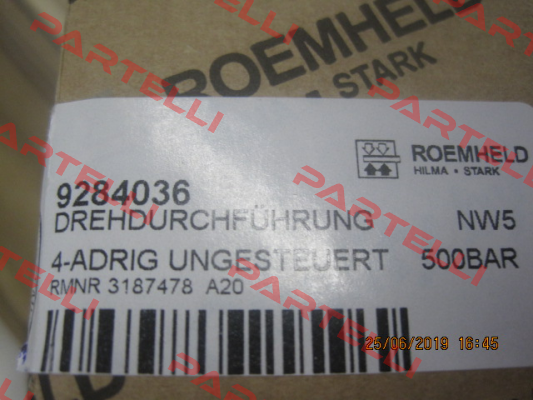 ROEMHELD
STARK
ROEMHELD
HILMA • STARK
9284036
DREHDURCHFÜHRUNG NW5
4-ADRIG UNGESTEUERT 500BAR
RMNR 3187478 A20
25/06/2019 16:45
PARTELLI
PARTELLI
PARTELLI
PARTELLI
PARTELLI